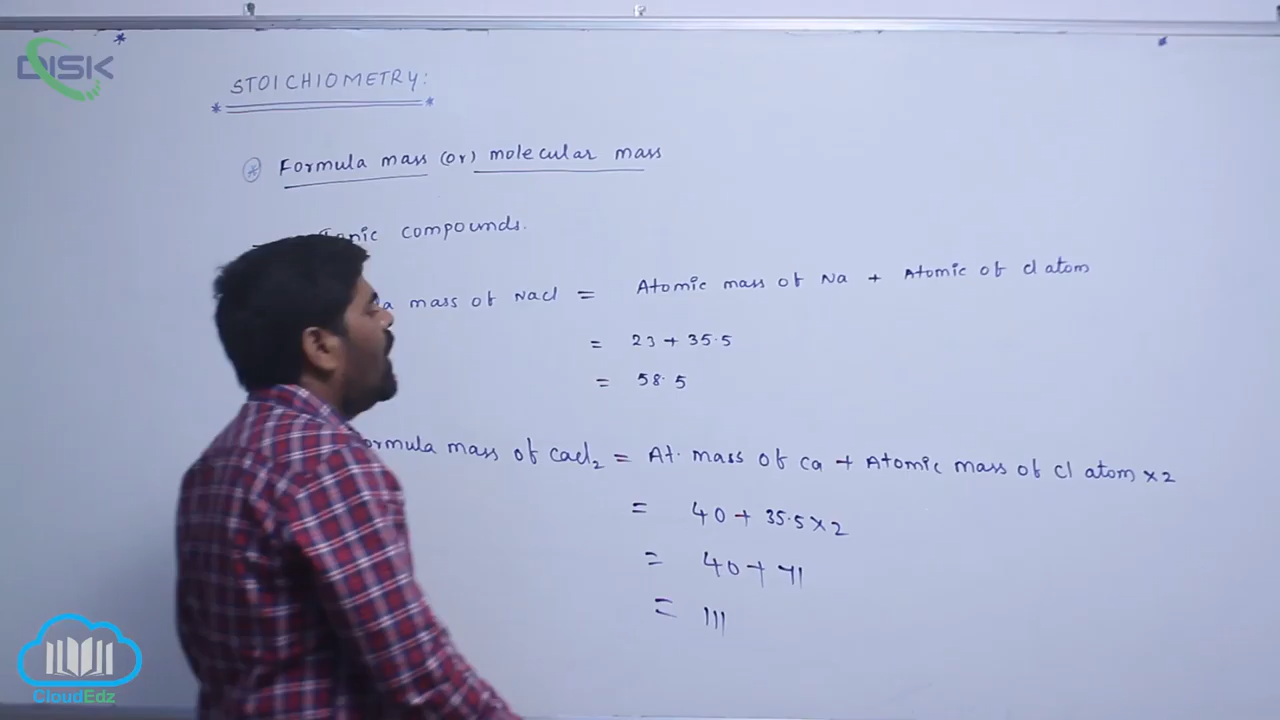 DISK
STOICHIOMETRY:
Formula mass (or) molecular mass
compounds.
mass of Nacl = Atomic mass of Na + Atomic of cl atom
= 23 + 35.5
= 58.5
mass of cacl2 = At. mass of ca + Atomic mass of cl atom x 2
= 40 + 35.5 x 2
= 40 + 71
= 111
CloudEdz